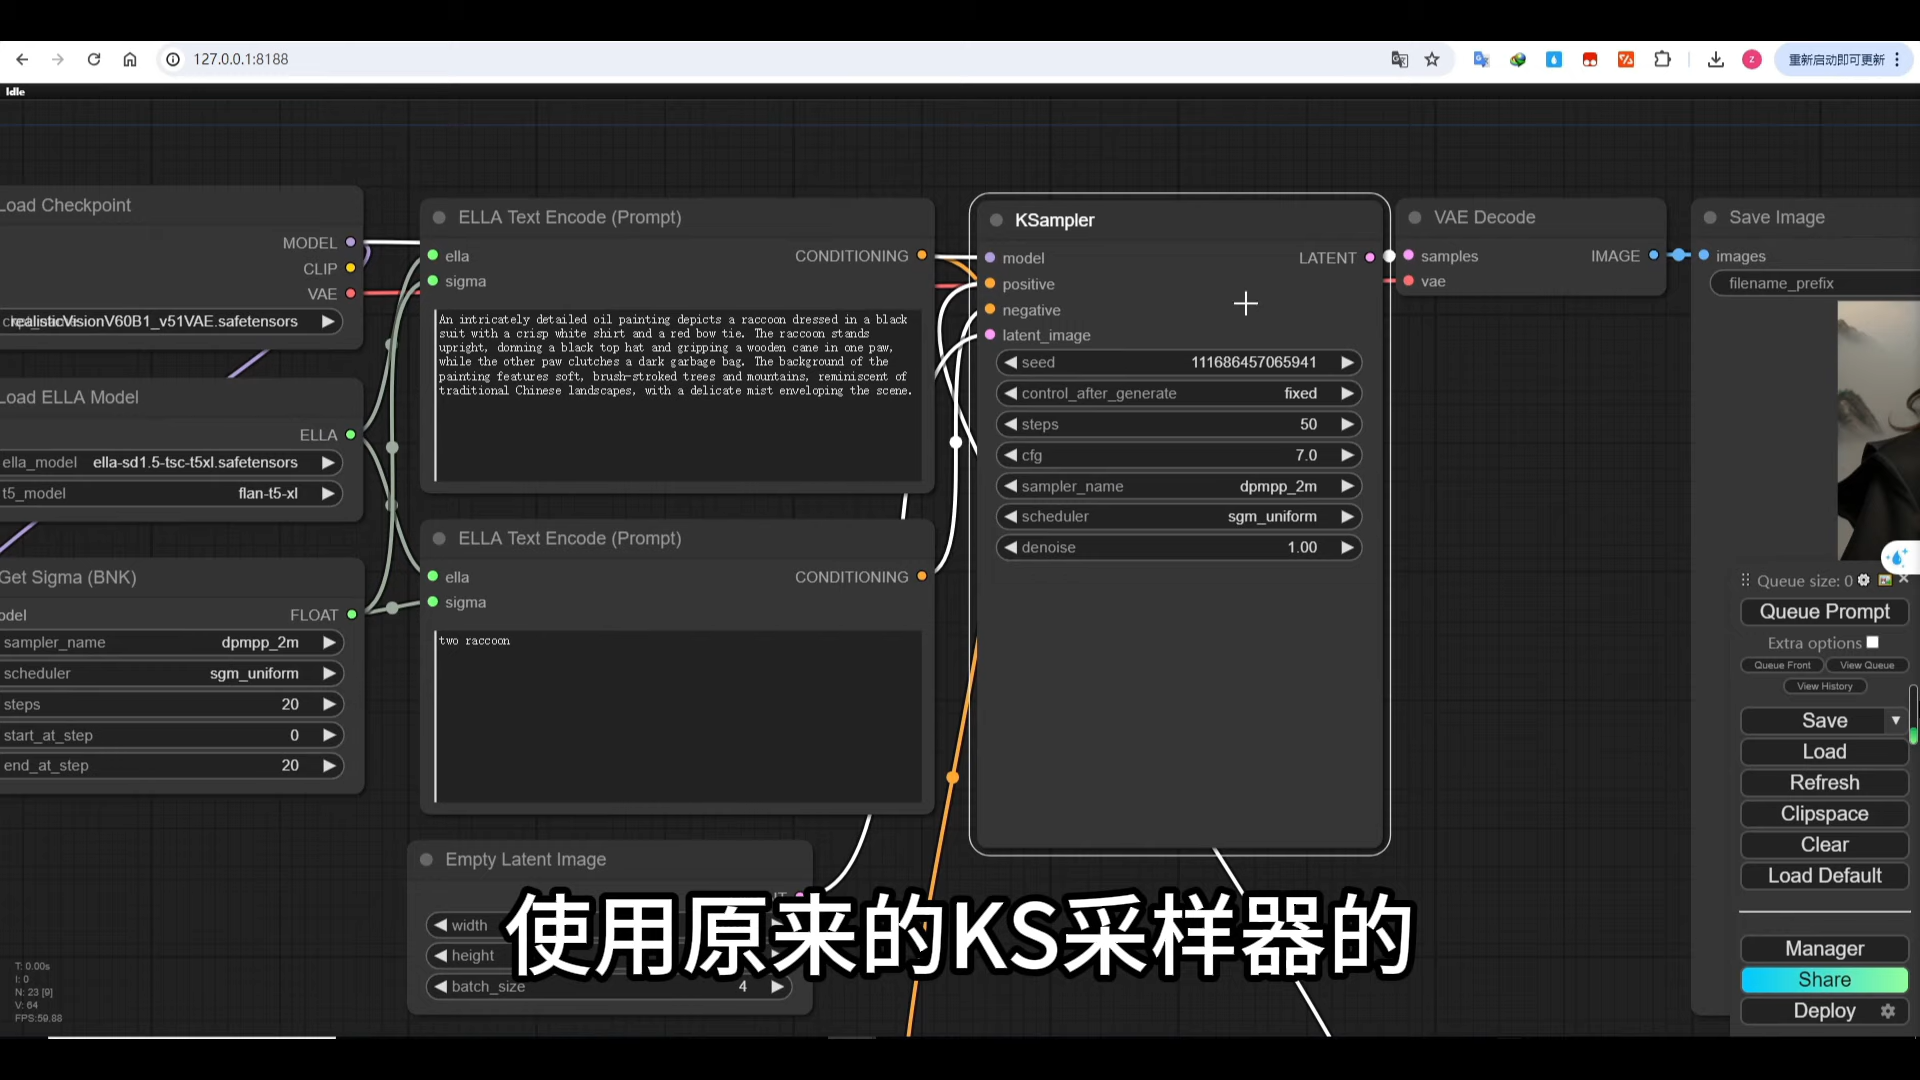 127.0.0.1:8188
重新启动即可更新
Idle
Load Checkpoint
MODEL
CLIP
VAE
realisticVisionV60B1_v51VAE.safetensors
Load ELLA Model
ELLA
ella_model ella-sd1.5-tsc-t5xl.safetensors
t5_model flan-t5-xl
Get Sigma (BNK)
FLOAT
sampler_name dpmpp_2m
scheduler sgm_uniform
steps 20
start_at_step 0
end_at_step 20
ELLA Text Encode (Prompt)
ella CONDITIONING
sigma
An intricately detailed oil painting depicts a raccoon dressed in a black
suit with a crisp white shirt and a red bow tie. The raccoon stands
upright, donning a black top hat and gripping a wooden cane in one paw,
while the other paw clutches a dark garbage bag. The background of the
painting features soft, brush-stroked trees and mountains, reminiscent of
traditional Chinese landscapes, with a delicate mist enveloping the scene.
ELLA Text Encode (Prompt)
ella CONDITIONING
sigma
two raccoon
Empty Latent Image
width
height
batch_size 4
KSampler
model LATENT
positive
negative
latent_image
seed 111686457065941
control_after_generate fixed
steps 50
cfg 7.0
sampler_name dpmpp_2m
scheduler sgm_uniform
denoise 1.00
VAE Decode
samples IMAGE
vae
Save Image
images
filename_prefix
Queue size: 0
Queue Prompt
Extra options
Queue Front View Queue
View History
Save
Load
Refresh
Clipspace
Clear
Load Default
Manager
Share
Deploy
使用原来的KS采样器的
T: 0.00s
I: 0
N: 23 [9]
V: 64
FPS:59.88